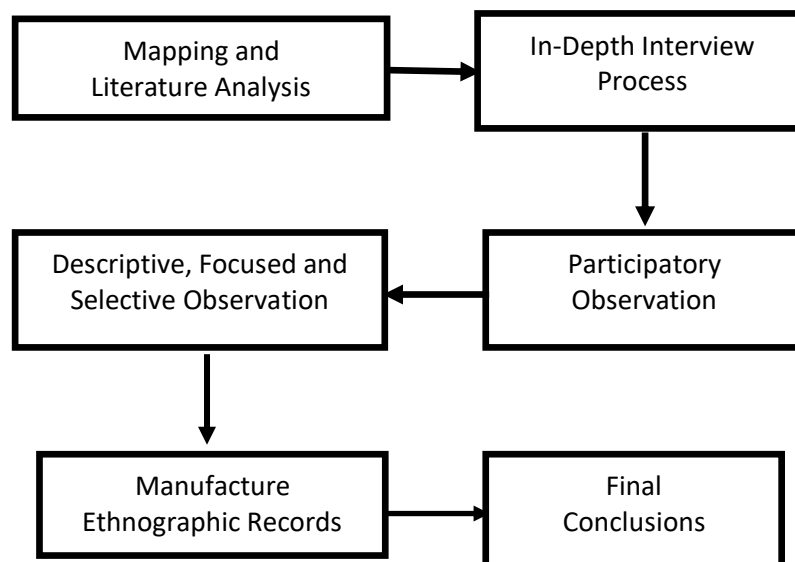 Mapping and
Literature Analysis
In-Depth Interview
Process
Participatory
Observation
Descriptive, Focused and
Selective Observation
Manufacture
Ethnographic Records
Final
Conclusions